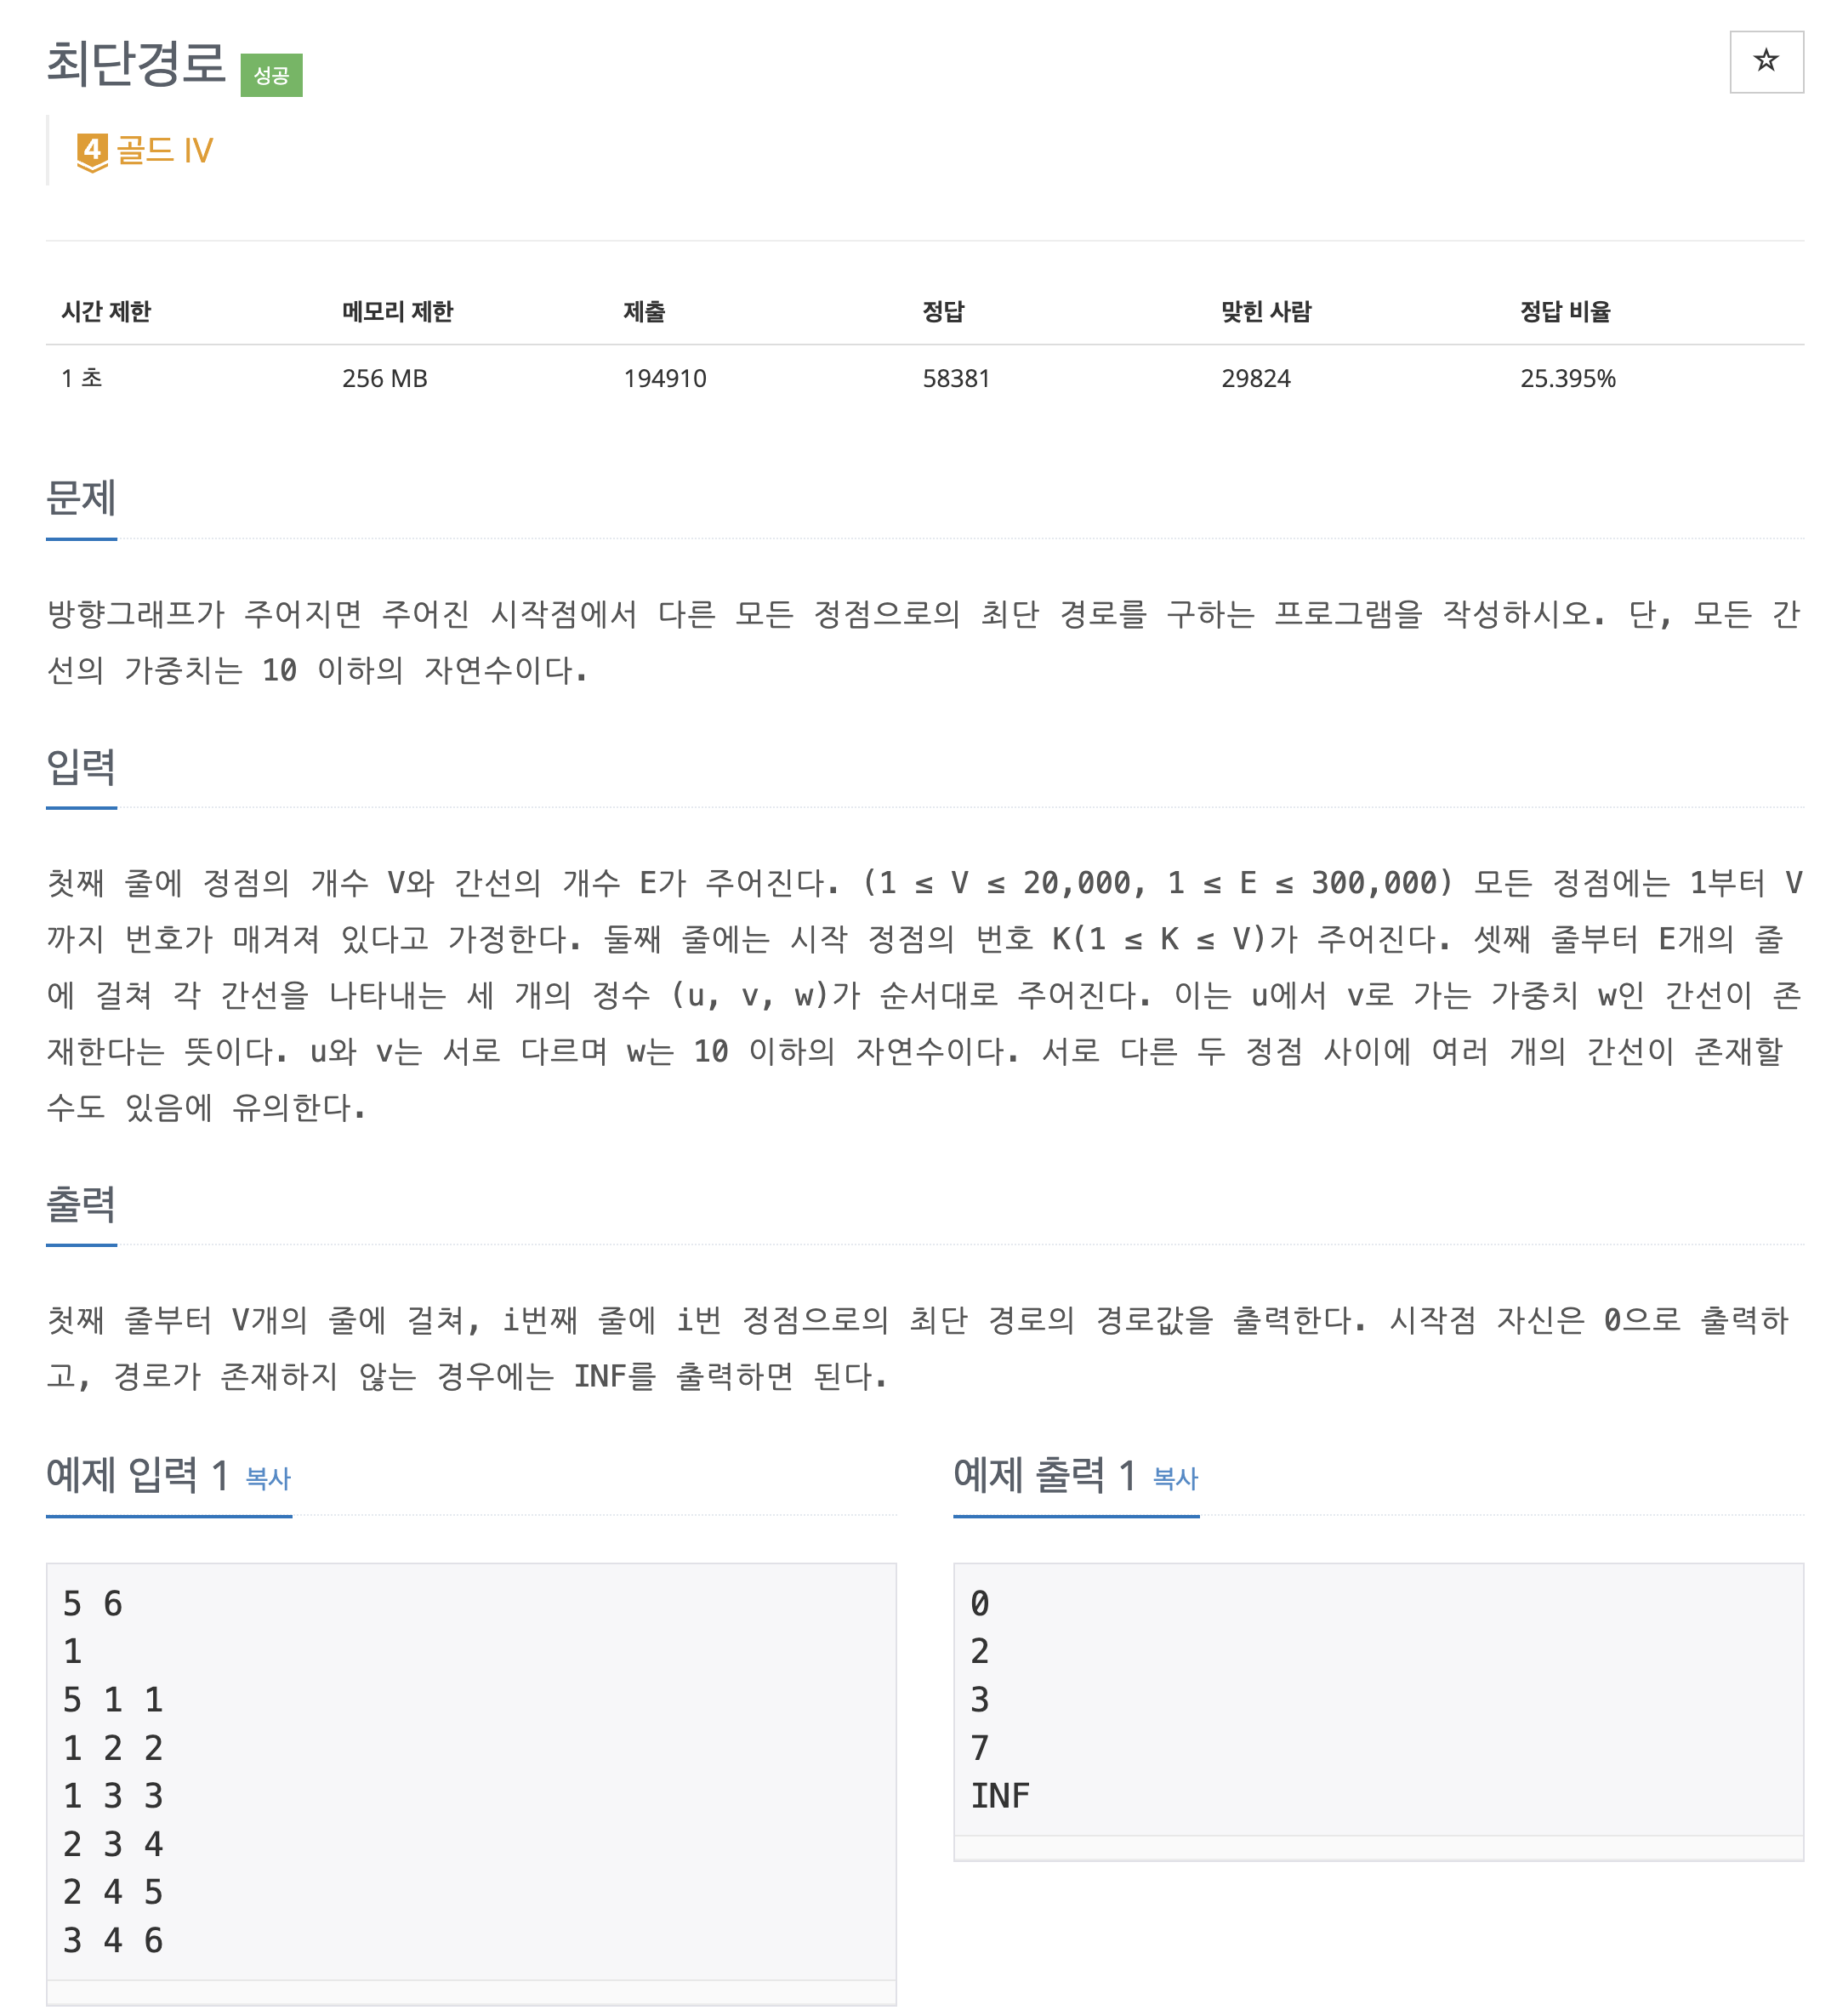 최단경로 성공
☆
4 골드 IV
시간 제한 메모리 제한 제출 정답 맞힌 사람 정답 비율
1 초 256 MB 194910 58381 29824 25.395%
문제
방향그래프가 주어지면 주어진 시작점에서 다른 모든 정점으로의 최단 경로를 구하는 프로그램을 작성하시오. 단, 모든 간
선의 가중치는 10 이하의 자연수이다.
입력
첫째 줄에 정점의 개수 V와 간선의 개수 E가 주어진다. (1 ≤ V ≤ 20,000, 1 ≤ E ≤ 300,000) 모든 정점에는 1부터 V
까지 번호가 매겨져 있다고 가정한다. 둘째 줄에는 시작 정점의 번호 K(1 ≤ K ≤ V)가 주어진다. 셋째 줄부터 E개의 줄
에 걸쳐 각 간선을 나타내는 세 개의 정수 (u, v, w)가 순서대로 주어진다. 이는 u에서 v로 가는 가중치 w인 간선이 존
재한다는 뜻이다. u와 v는 서로 다르며 w는 10 이하의 자연수이다. 서로 다른 두 정점 사이에 여러 개의 간선이 존재할
수도 있음에 유의한다.
출력
첫째 줄부터 V개의 줄에 걸쳐, i번째 줄에 i번 정점으로의 최단 경로의 경로값을 출력한다. 시작점 자신은 0으로 출력하
고, 경로가 존재하지 않는 경우에는 INF를 출력하면 된다.
예제 입력 1 복사
5 6
1
5 1 1
1 2 2
1 3 3
2 3 4
2 4 5
3 4 6
예제 출력 1 복사
0
2
3
7
INF